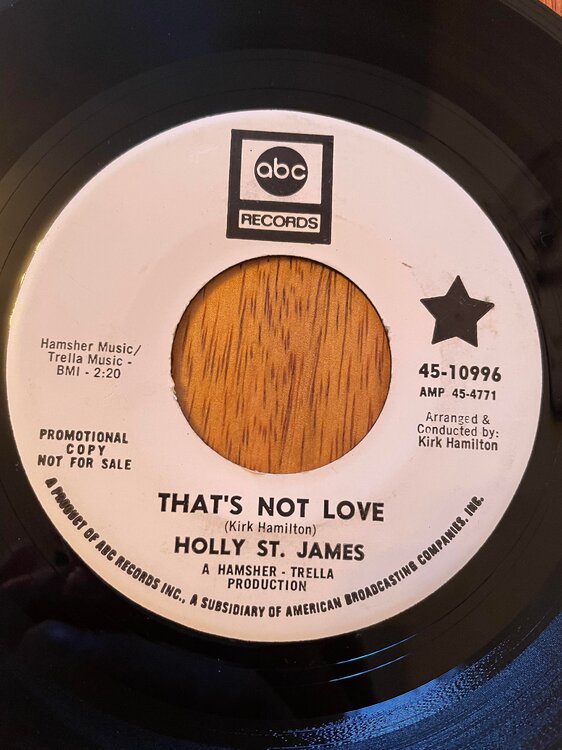 abc
RECORDS
Hamsher Music/
Trella Music -
BMI - 2:20
PROMOTIONAL
COPY
NOT FOR SALE
45-10996
AMP 45-4771
Arranged &
Conducted by:
Kirk Hamilton
THAT'S NOT LOVE
(Kirk Hamilton)
HOLLY ST. JAMES
A HAMSHER - TRELLA
PRODUCTION
A PRODUCT OF ABC RECORDS INC., A SUBSIDIARY OF AMERICAN BROADCASTING COMPANIES, INC.